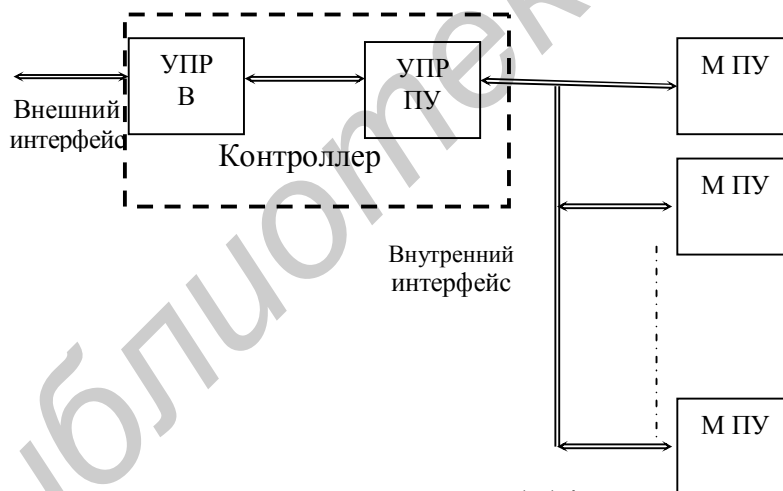 УПР
В
УПР
ПУ
М ПУ
Внешний
интерфейс
Контроллер
М ПУ
Внутренний
интерфейс
М ПУ